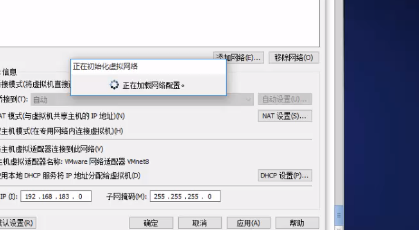 添加网络(E)... 移除网络(O)
正在初始化虚拟网络
信息
正在加载网络配置。
接模式(将虚拟机直接
接到(T): 自动 自动设置(U)...
AT 模式(与虚拟机共享主机的 IP 地址)(N) NAT 设置(S)...
主机模式(在专用网络内连接虚拟机)(H)
主机虚拟适配器连接到此网络(V)
机虚拟适配器名称: VMware 网络适配器 VMnet8
用本地 DHCP 服务将 IP 地址分配给虚拟机(D) DHCP 设置(P)...
IP (I): 192 .168 .183 . 0 子网掩码(M): 255 .255 .255 . 0
认设置(R) 确定 取消 应用(A) 帮助